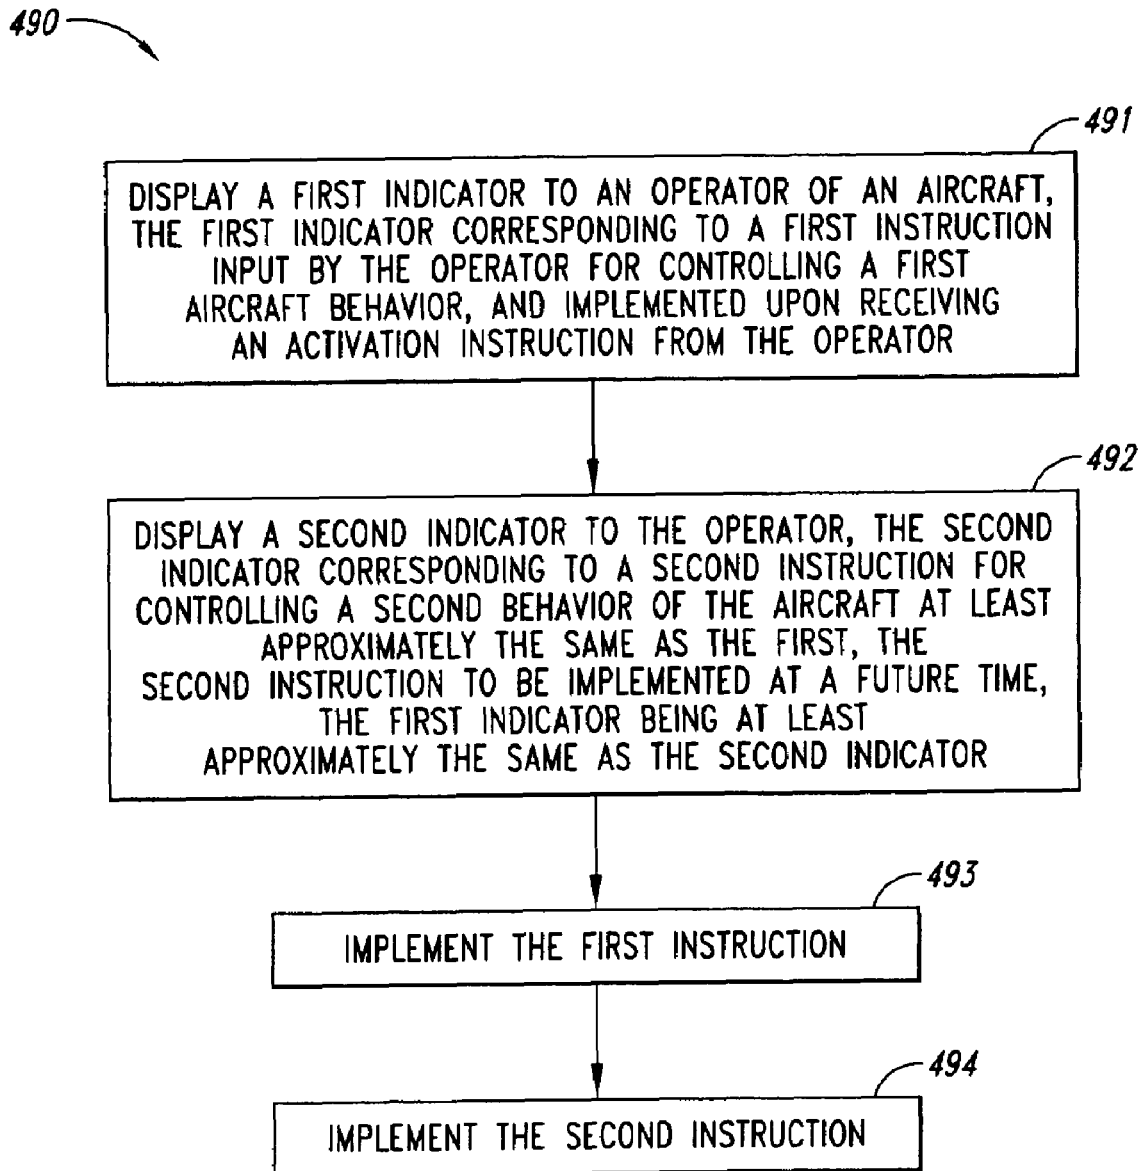 490
491
DISPLAY A FIRST INDICATOR TO AN OPERATOR OF AN AIRCRAFT,
THE FIRST INDICATOR CORRESPONDING TO A FIRST INSTRUCTION
INPUT BY THE OPERATOR FOR CONTROLLING A FIRST
AIRCRAFT BEHAVIOR, AND IMPLEMENTED UPON RECEIVING
AN ACTIVATION INSTRUCTION FROM THE OPERATOR
492
DISPLAY A SECOND INDICATOR TO THE OPERATOR, THE SECOND
INDICATOR CORRESPONDING TO A SECOND INSTRUCTION FOR
CONTROLLING A SECOND BEHAVIOR OF THE AIRCRAFT AT LEAST
APPROXIMATELY THE SAME AS THE FIRST, THE
SECOND INSTRUCTION TO BE IMPLEMENTED AT A FUTURE TIME,
THE FIRST INDICATOR BEING AT LEAST
APPROXIMATELY THE SAME AS THE SECOND INDICATOR
493
IMPLEMENT THE FIRST INSTRUCTION
494
IMPLEMENT THE SECOND INSTRUCTION